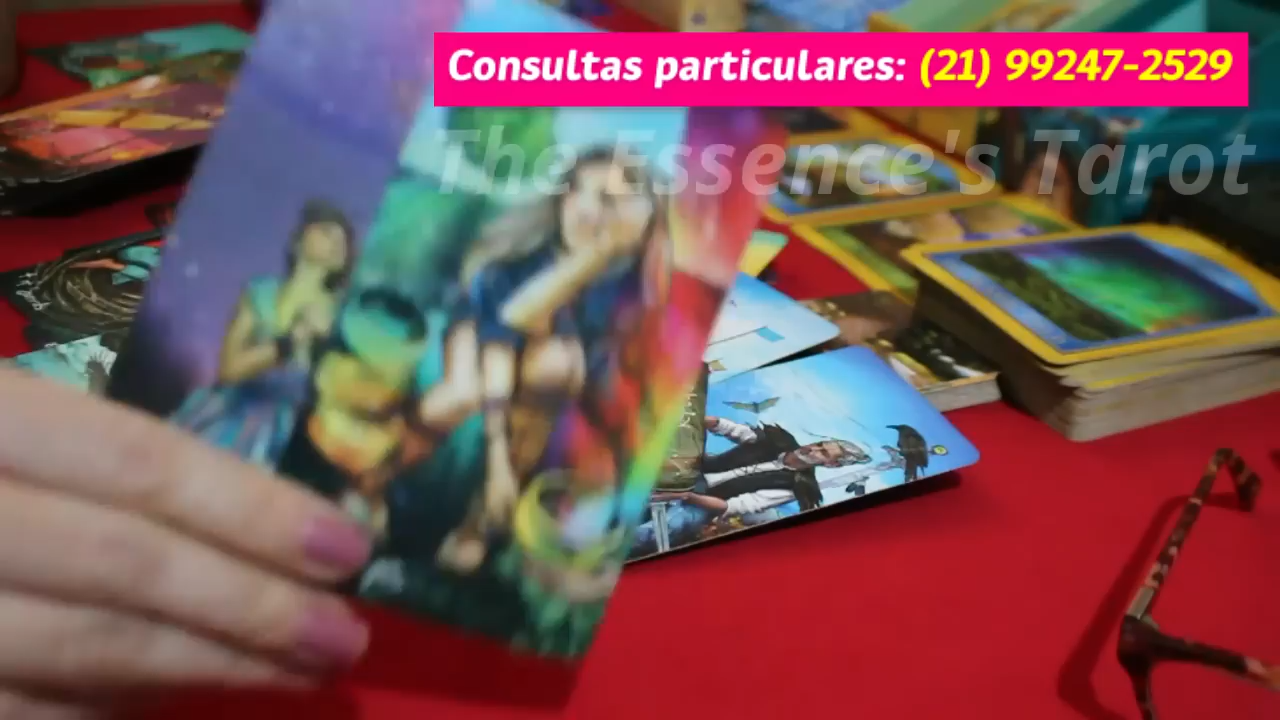 Consultas particulares: (21) 99247-2529
The Essence's Tarot